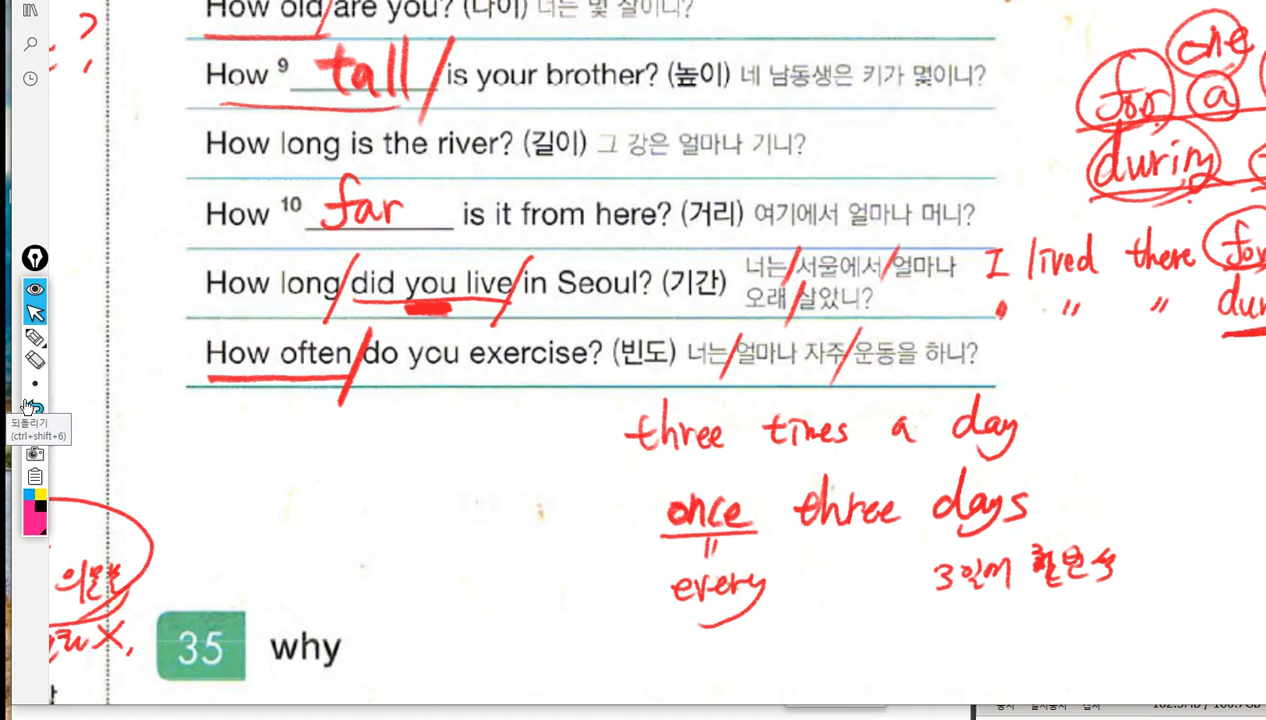 How old are you? (나이) 너는 몇 살이니?
one
How 9 tall is your brother? (높이) 네 남동생은 키가 몇이니?
for a
How long is the river? (길이) 그 강은 얼마나 기니?
during
How 10 far is it from here? (거리) 여기에서 얼마나 머니?
How long did you live in Seoul? (기간) 너는 서울에서 얼마나
오래 살았니?
I lived there for
" " " dur
How often do you exercise? (빈도) 너는 얼마나 자주 운동을 하니?
되돌리기
(ctrl+shift+6)
three times a day
once three days
"
every
3일에 한번씩
의문문
X,
35 why